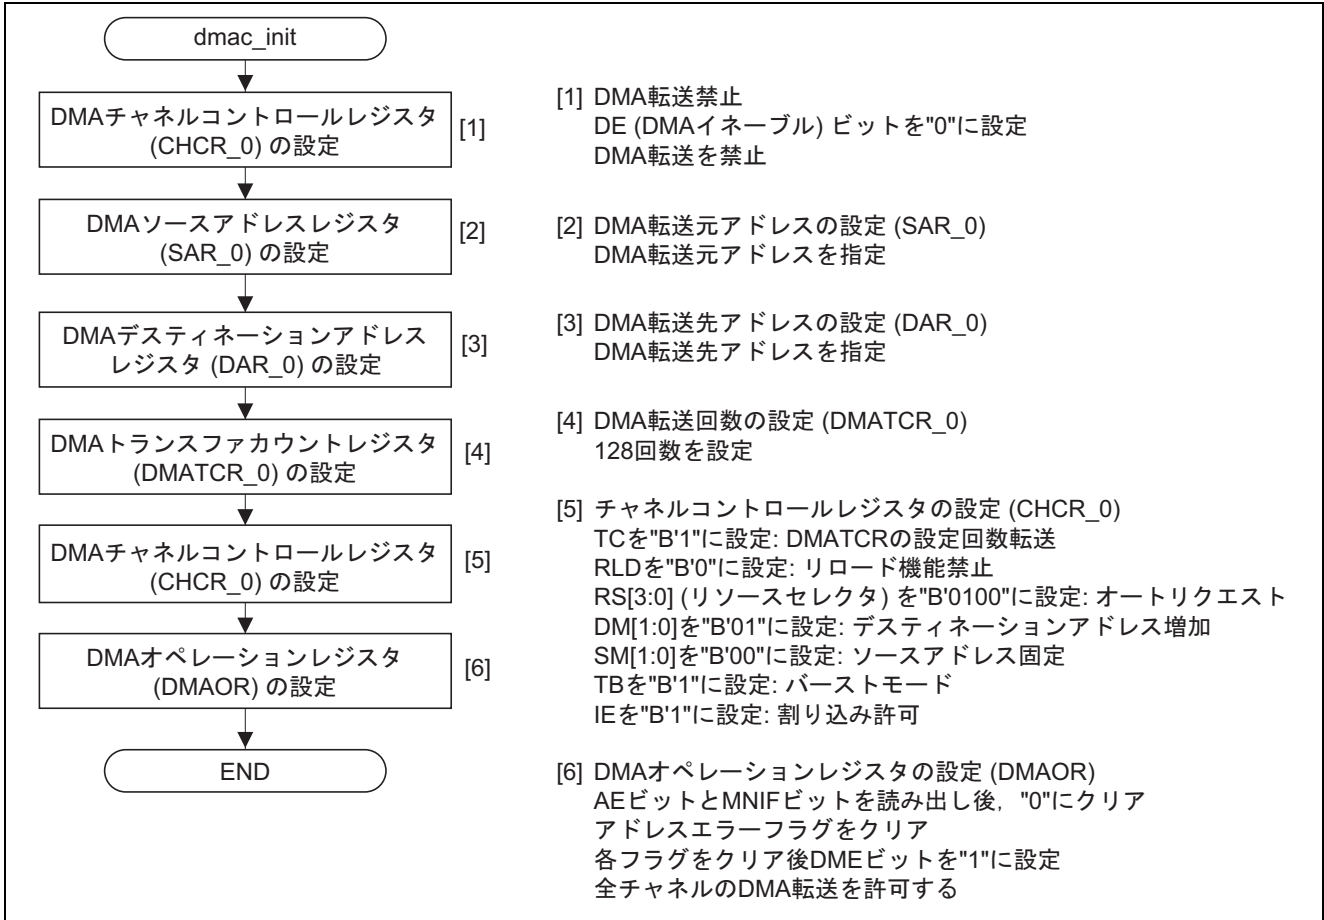 dmac_init
DMAチャネルコントロールレジスタ
(CHCR_0) の設定
[1]
DMAソースアドレスレジスタ
(SAR_0) の設定
[2]
DMAデスティネーションアドレス
レジスタ (DAR_0) の設定
[3]
DMAトランスファカウントレジスタ
(DMATCR_0) の設定
[4]
DMAチャネルコントロールレジスタ
(CHCR_0) の設定
[5]
DMAオペレーションレジスタ
(DMAOR) の設定
[6]
END
[1] DMA転送禁止
DE (DMAイネーブル) ビットを"0"に設定
DMA転送を禁止
[2] DMA転送元アドレスの設定 (SAR_0)
DMA転送元アドレスを指定
[3] DMA転送先アドレスの設定 (DAR_0)
DMA転送先アドレスを指定
[4] DMA転送回数の設定 (DMATCR_0)
128回数を設定
[5] チャネルコントロールレジスタの設定 (CHCR_0)
TCを"B'1"に設定: DMATCRの設定回数転送
RLDを"B'0"に設定: リロード機能禁止
RS[3:0] (リソースセレクタ) を"B'0100"に設定: オートリクエスト
DM[1:0]を"B'01"に設定: デスティネーションアドレス増加
SM[1:0]を"B'00"に設定: ソースアドレス固定
TBを"B'1"に設定: バーストモード
IEを"B'1"に設定: 割り込み許可
[6] DMAオペレーションレジスタの設定 (DMAOR)
AEビットとMNIFビットを読み出し後，"0"にクリア
アドレスエラーフラグをクリア
各フラグをクリア後DMEビットを"1"に設定
全チャネルのDMA転送を許可する